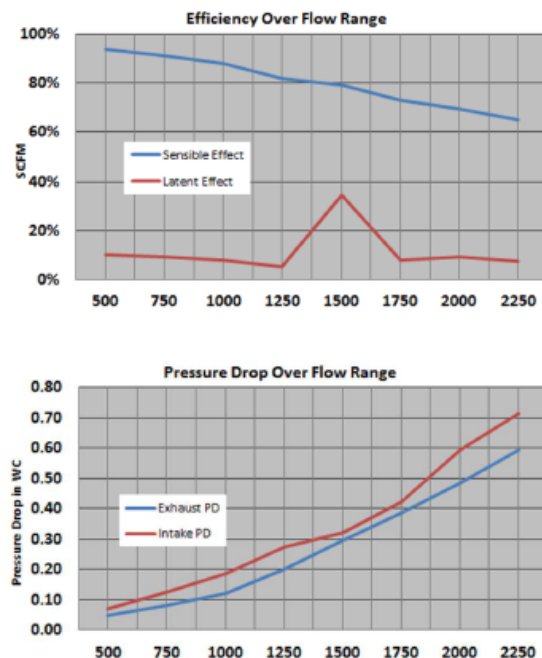 Efficiency Over Flow Range
100%
80%
60%
40%
20%
0%
SCFM
Sensible Effect
Latent Effect
500 750 1000 1250 1500 1750 2000 2250
Pressure Drop Over Flow Range
0.80
0.70
0.60
0.50
0.40
0.30
0.20
0.10
0.00
Pressure Drop in WC
Exhaust PD
Intake PD
500 750 1000 1250 1500 1750 2000 2250